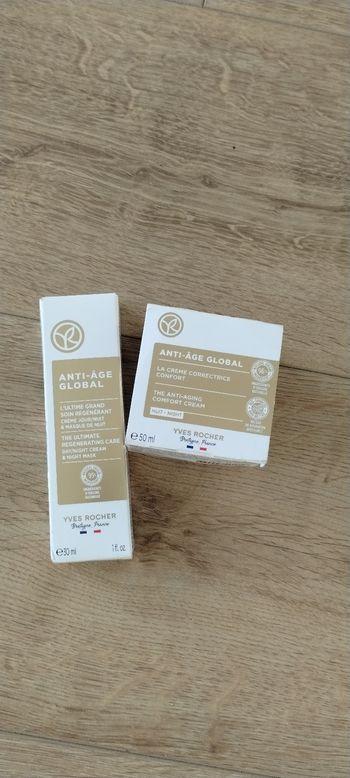 ANTI-ÂGE
GLOBAL
L'ULTIME GRAND
SOIN RÉGÉNÉRANT
CRÈME JOUR/NUIT
& MASQUE DE NUIT
THE ULTIMATE
REGENERATING CARE
DAY/NIGHT CREAM
& NIGHT MASK
YVES ROCHER
Bretagne, France
e30 ml
1 fl. oz.
ANTI-ÂGE GLOBAL
LA CRÈME CORRECTRICE
CONFORT
THE ANTI-AGING
COMFORT CREAM
NUIT • NIGHT
e 50 ml
YVES ROCHER
Bretagne, France